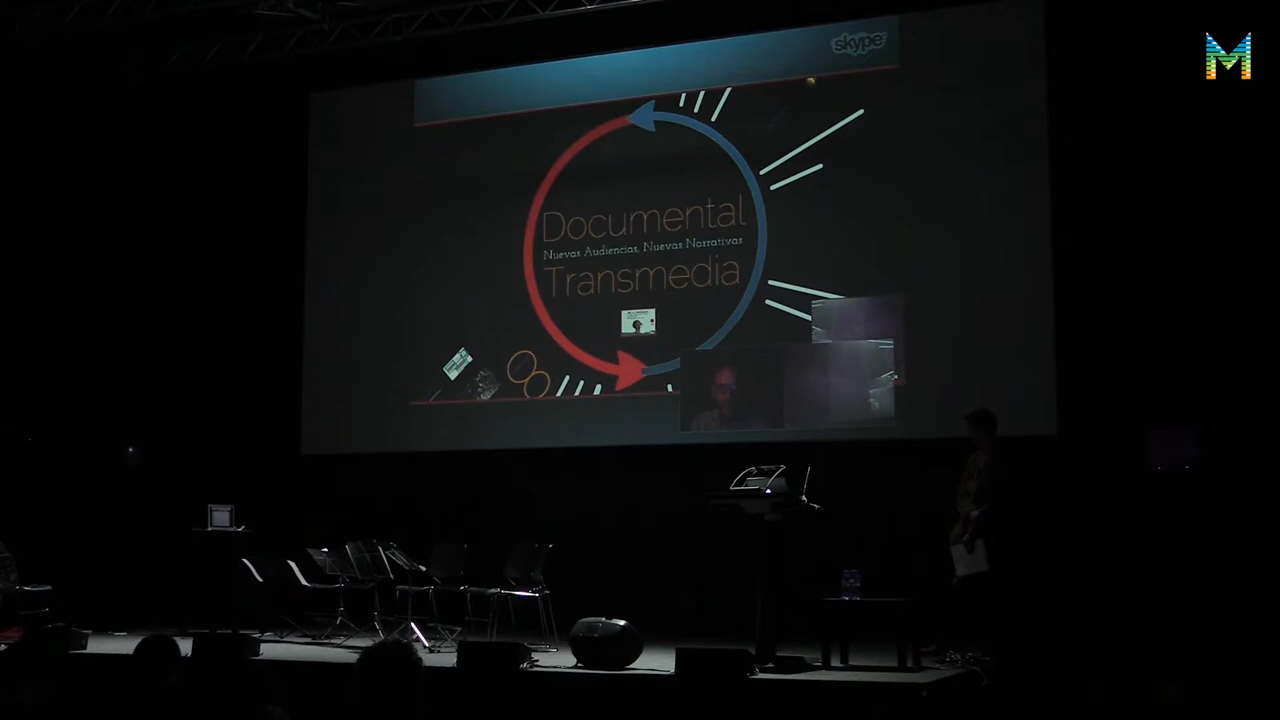 skype
M
Documental
Nuevas Audiencias, Nuevas Narrativas
Transmedia